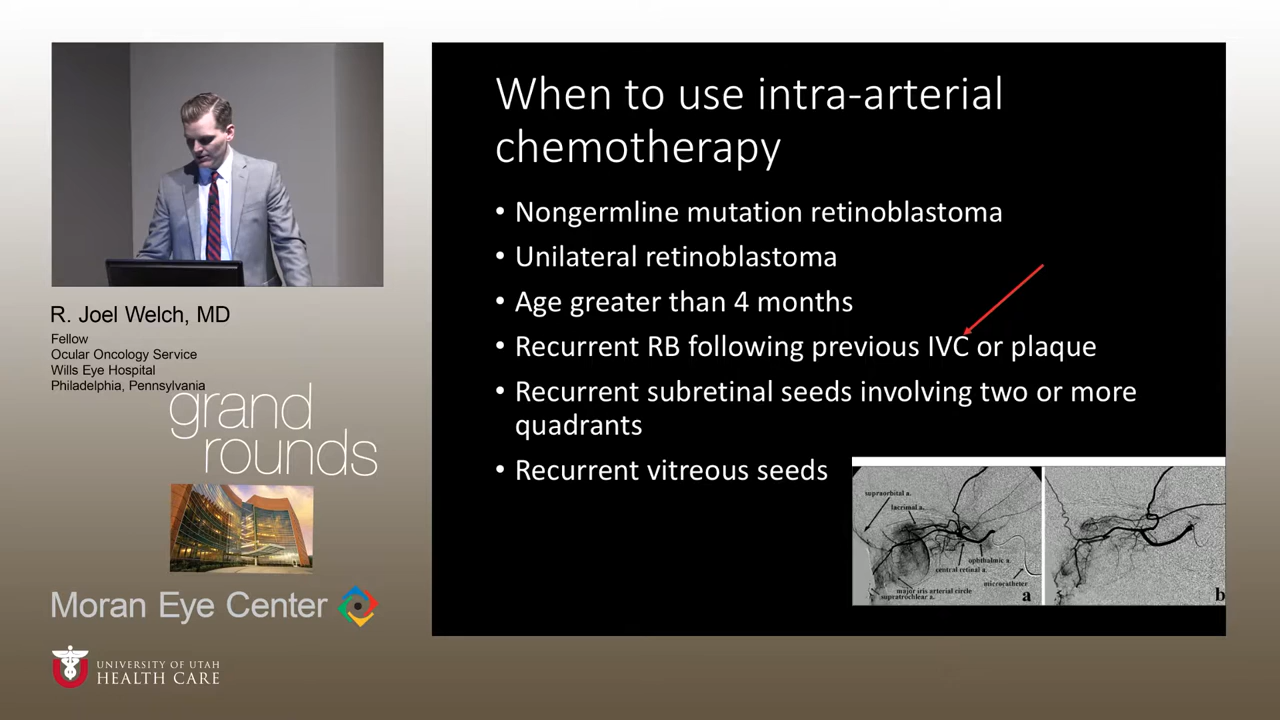 When to use intra-arterial
chemotherapy
• Nongermline mutation retinoblastoma
• Unilateral retinoblastoma
• Age greater than 4 months
• Recurrent RB following previous IVC or plaque
• Recurrent subretinal seeds involving two or more
quadrants
• Recurrent vitreous seeds
supraorbital a.
lacrimal a.
ophthalmic a.
central retinal a.
microcatheter
major iris arterial circle
supratrochlear a.
a
b
R. Joel Welch, MD
Fellow
Ocular Oncology Service
Wills Eye Hospital
Philadelphia, Pennsylvania
grand
rounds
Moran Eye Center
UNIVERSITY OF UTAH
HEALTH CARE